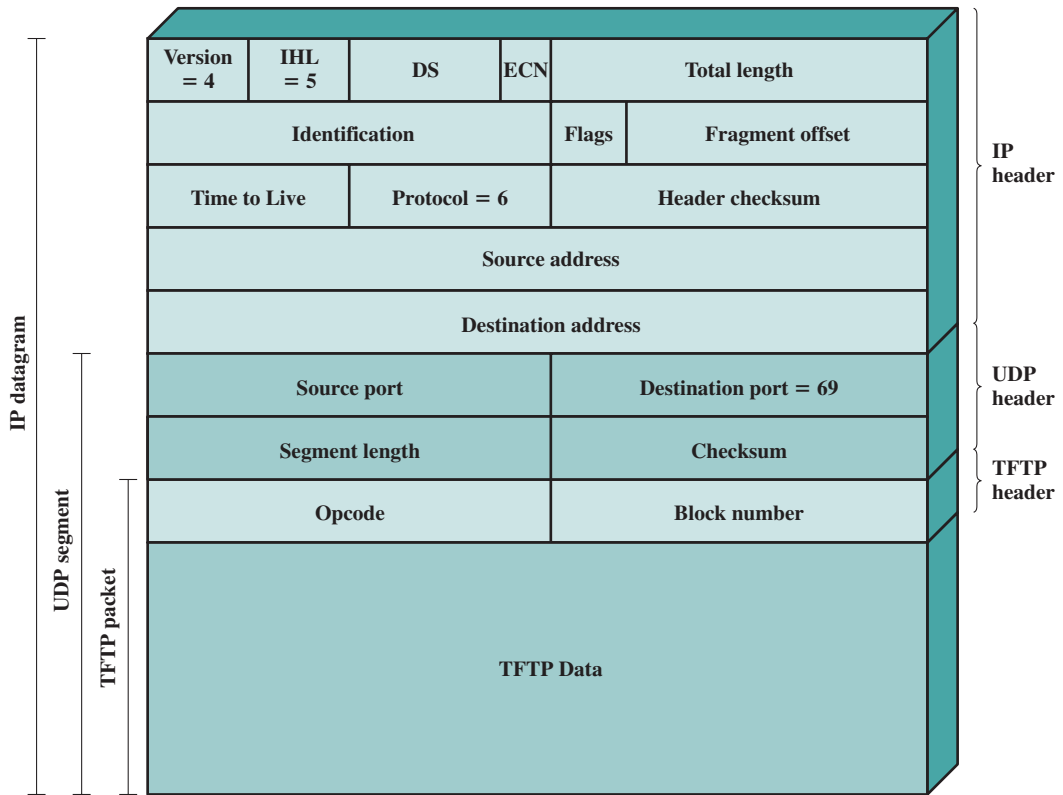 Version
= 4
IHL
= 5
DS
ECN
Total length
Identification
Flags
Fragment offset
Time to Live
Protocol = 6
Header checksum
Source address
Destination address
Source port
Destination port = 69
Segment length
Checksum
Opcode
Block number
TFTP Data
IP datagram
UDP segment
TFTP packet
IP
header
UDP
header
TFTP
header